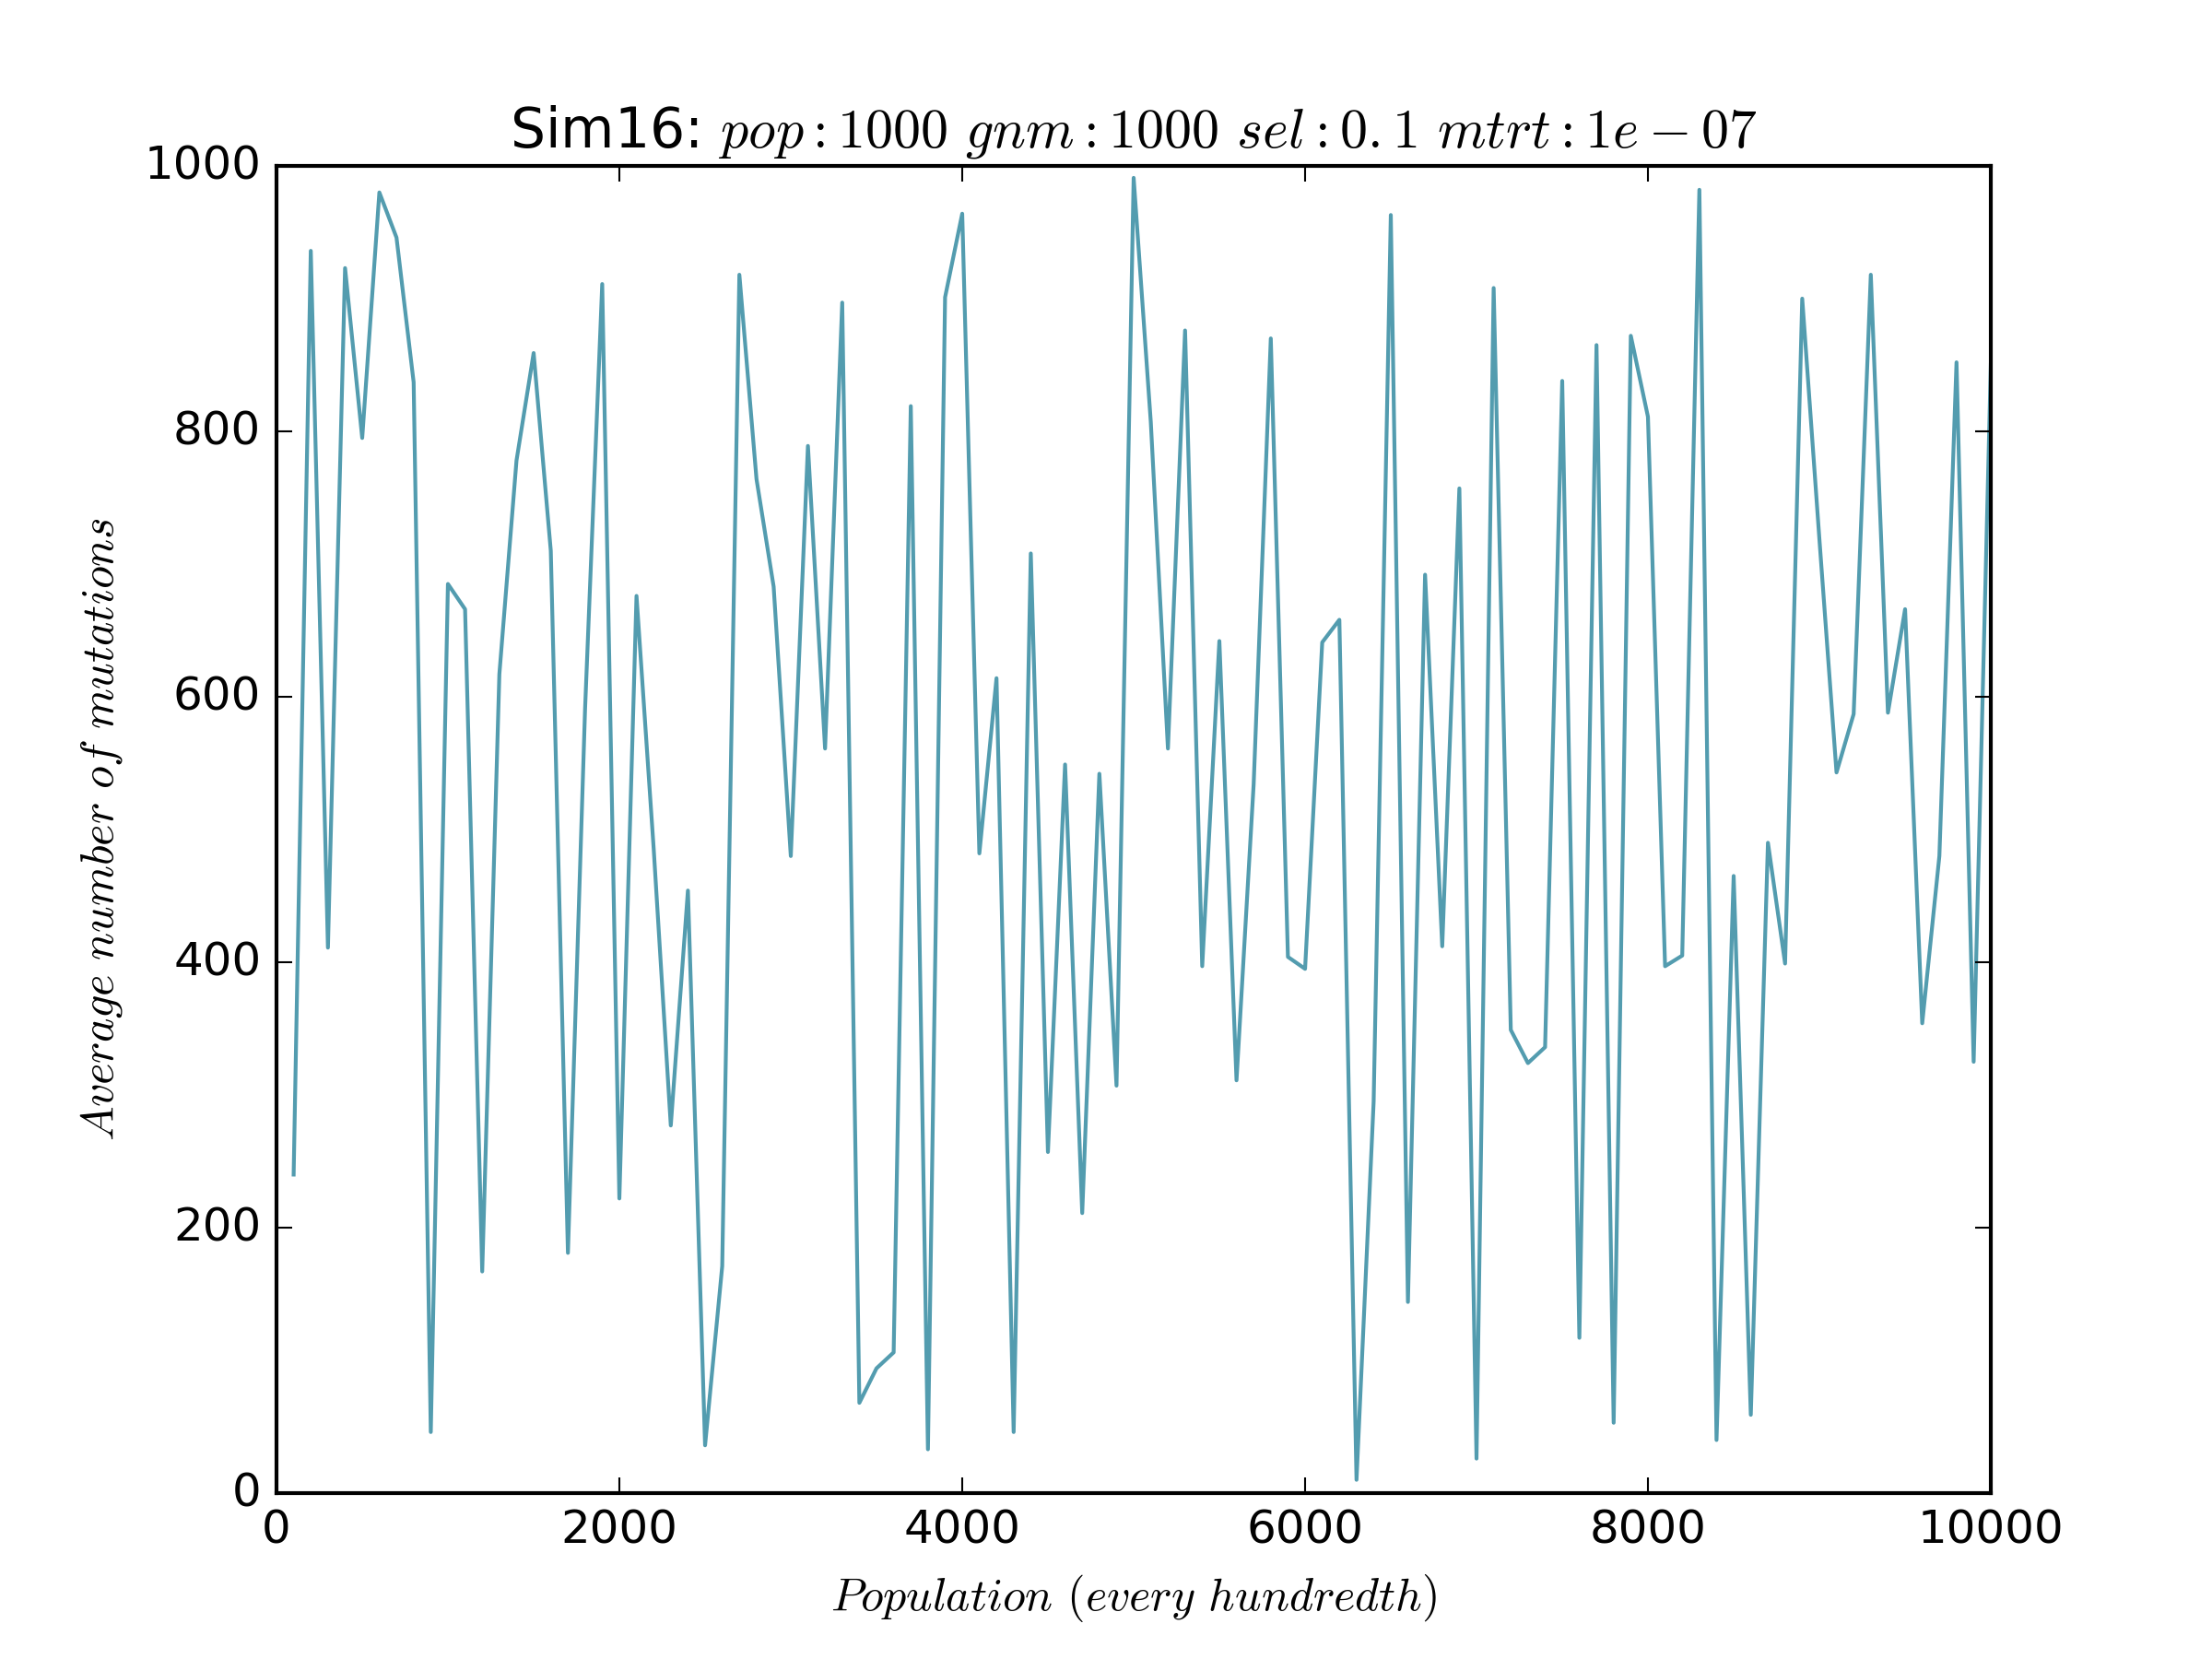 Sim16: pop : 1000 gnm : 1000 sel : 0.1 mtrt : 1e − 07
1000
800
600
400
200
0
Average number of mutations
0 2000 4000 6000 8000 10000
Population (every hundredth)